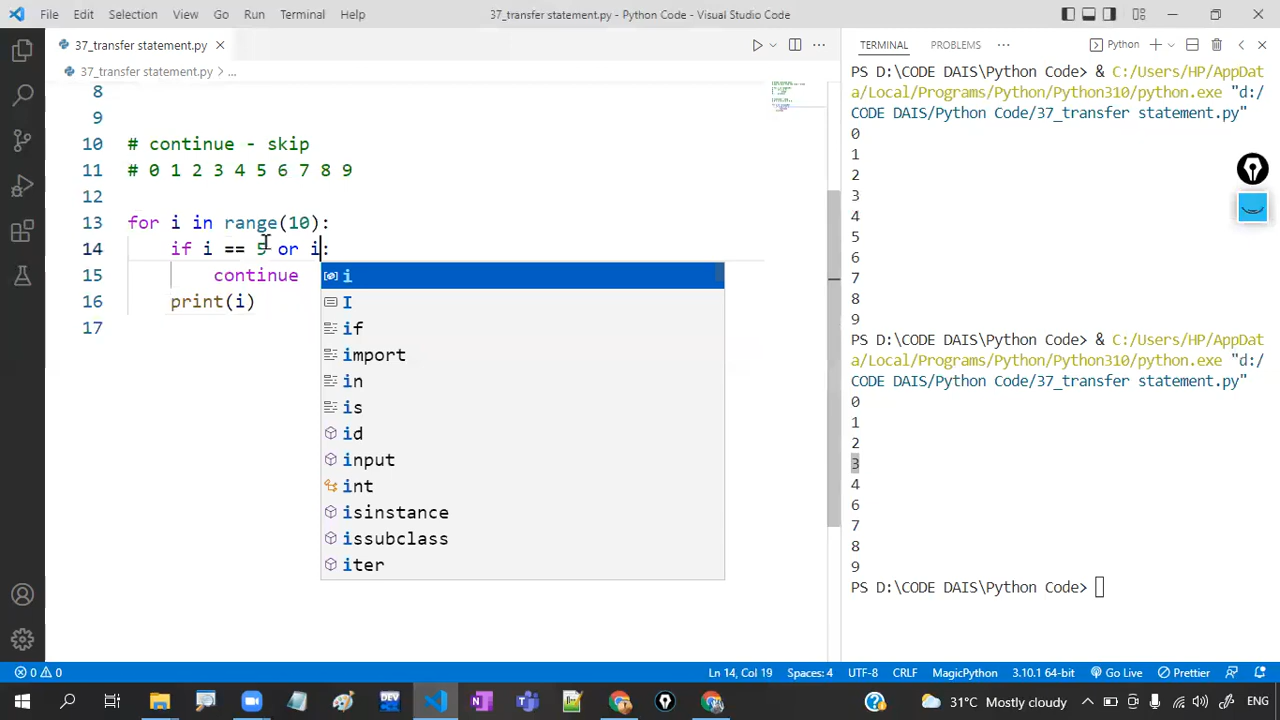 File Edit Selection View Go Run Terminal Help 37_transfer statement.py - Python Code - Visual Studio Code
37_transfer statement.py
37_transfer statement.py > ...
8
9
10 # continue - skip
11 # 0 1 2 3 4 5 6 7 8 9
12
13 for i in range(10):
14 if i == 5 or i:
15 continue
16 print(i)
17
i
I
if
import
in
is
id
input
int
isinstance
issubclass
iter
TERMINAL PROBLEMS ... Python
PS D:\CODE DAIS\Python Code> & C:/Users/HP/AppDat
a/Local/Programs/Python/Python310/python.exe "d:/
CODE DAIS/Python Code/37_transfer statement.py"
0
1
2
3
4
5
6
7
8
9
PS D:\CODE DAIS\Python Code> & C:/Users/HP/AppDat
a/Local/Programs/Python/Python310/python.exe "d:/
CODE DAIS/Python Code/37_transfer statement.py"
0
1
2
3
4
6
7
8
9
PS D:\CODE DAIS\Python Code>
0 0 Ln 14, Col 19 Spaces: 4 UTF-8 CRLF MagicPython 3.10.1 64-bit Go Live Prettier
DEV 31°C Mostly cloudy ENG